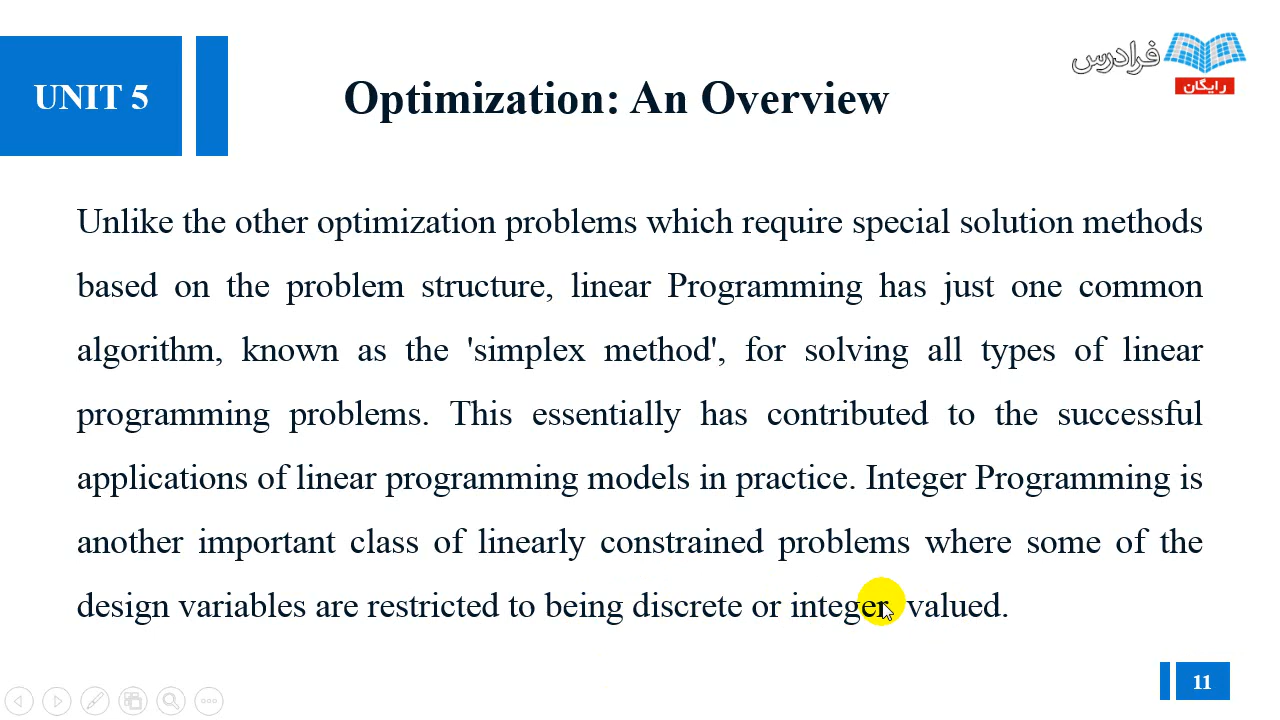 UNIT 5
Optimization: An Overview
فرادرس
رایگان
Unlike the other optimization problems which require special solution methods
based on the problem structure, linear Programming has just one common
algorithm, known as the 'simplex method', for solving all types of linear
programming problems. This essentially has contributed to the successful
applications of linear programming models in practice. Integer Programming is
another important class of linearly constrained problems where some of the
design variables are restricted to being discrete or integer valued.
11